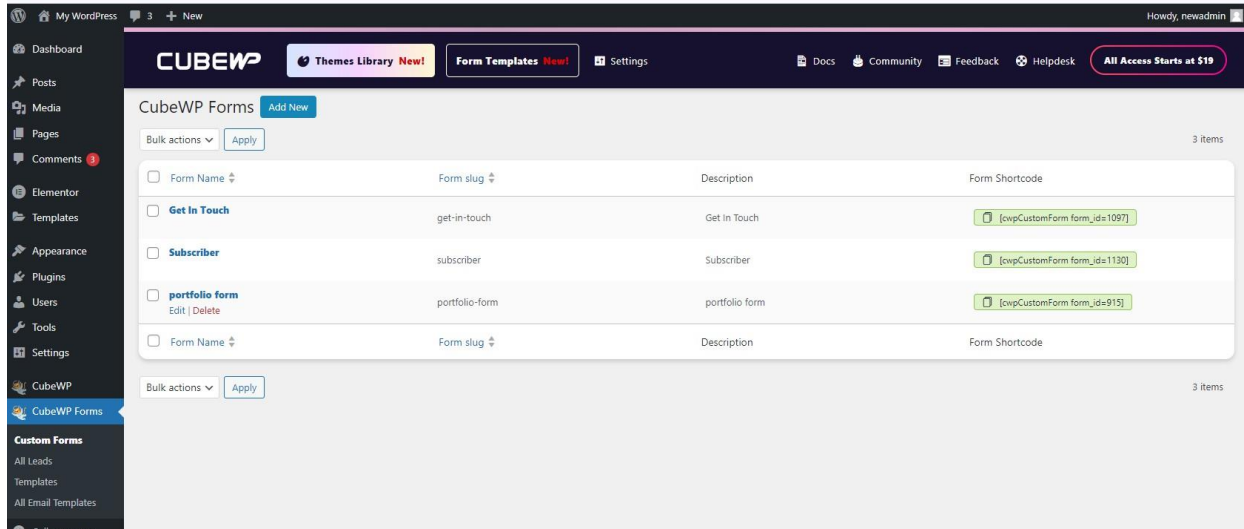 My WordPress 3 + New Howdy, newadmin
Dashboard
Posts
Media
Pages
Comments 3
Elementor
Templates
Appearance
Plugins
Users
Tools
Settings
CubeWP
CubeWP Forms
Custom Forms
All Leads
Templates
All Email Templates
CUBEWP Themes Library New! Form Templates New! Settings Docs Community Feedback Helpdesk All Access Starts at $19
CubeWP Forms Add New
Bulk actions Apply 3 items
Form Name Form slug Description Form Shortcode
Get In Touch get-in-touch Get In Touch [cwpCustomForm form_id=1097]
Subscriber subscriber Subscriber [cwpCustomForm form_id=1130]
portfolio form portfolio-form portfolio form [cwpCustomForm form_id=915]
Edit | Delete
Form Name Form slug Description Form Shortcode
Bulk actions Apply 3 items